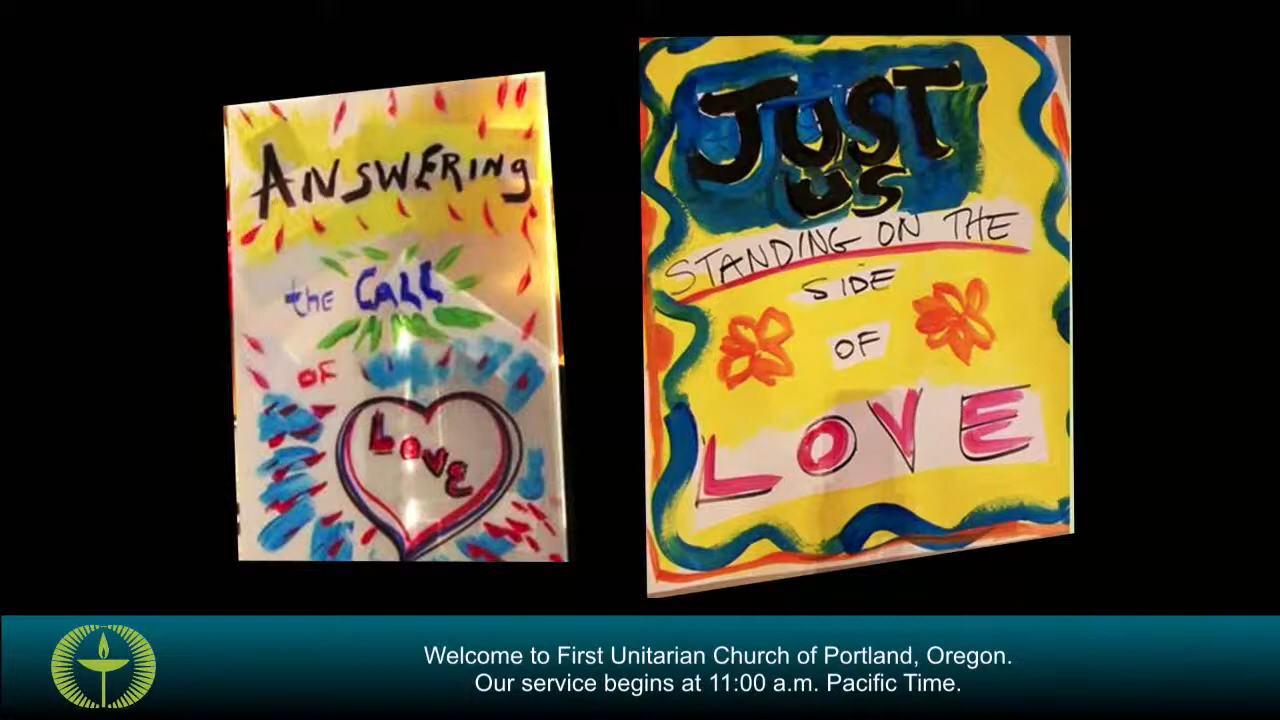 ANSWERING
the CALL
OF
LOVE
JUST
US
STANDING ON THE
SIDE
OF
LOVE
Welcome to First Unitarian Church of Portland, Oregon.
Our service begins at 11:00 a.m. Pacific Time.